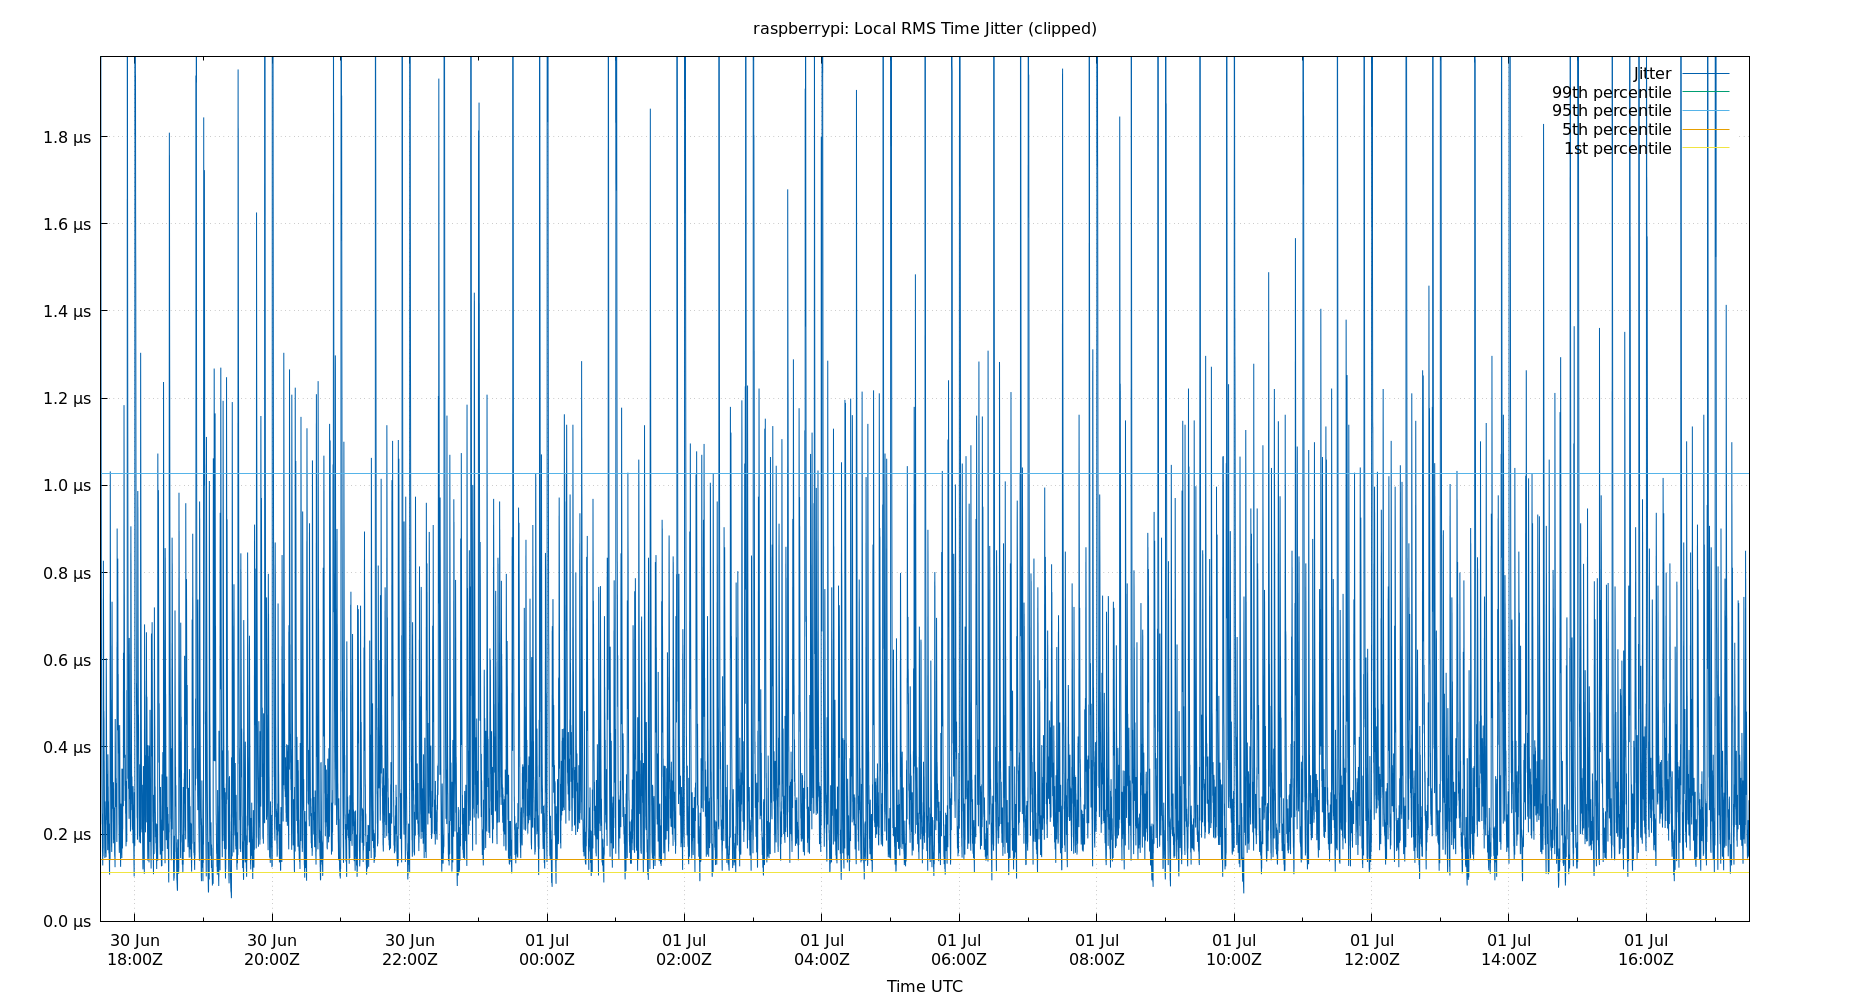 raspberrypi: Local RMS Time Jitter (clipped)
Jitter
99th percentile
95th percentile
5th percentile
1st percentile
1.8 μs
1.6 μs
1.4 μs
1.2 μs
1.0 μs
0.8 μs
0.6 μs
0.4 μs
0.2 μs
0.0 μs
30 Jun 30 Jun 30 Jun 01 Jul 01 Jul 01 Jul 01 Jul 01 Jul 01 Jul 01 Jul 01 Jul 01 Jul
18:00Z 20:00Z 22:00Z 00:00Z 02:00Z 04:00Z 06:00Z 08:00Z 10:00Z 12:00Z 14:00Z 16:00Z
Time UTC